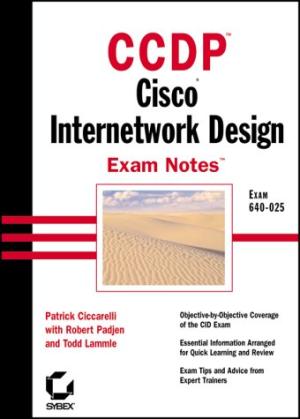 CCDP™
Cisco®
Internetwork Design
Exam Notes™
EXAM
640-025
Patrick Ciccarelli
with Robert Padjen
and Todd Lammle
Objective-by-Objective Coverage
of the CID Exam
Essential Information Arranged
for Quick Learning and Review
Exam Tips and Advice from
Expert Trainers
SYBEX